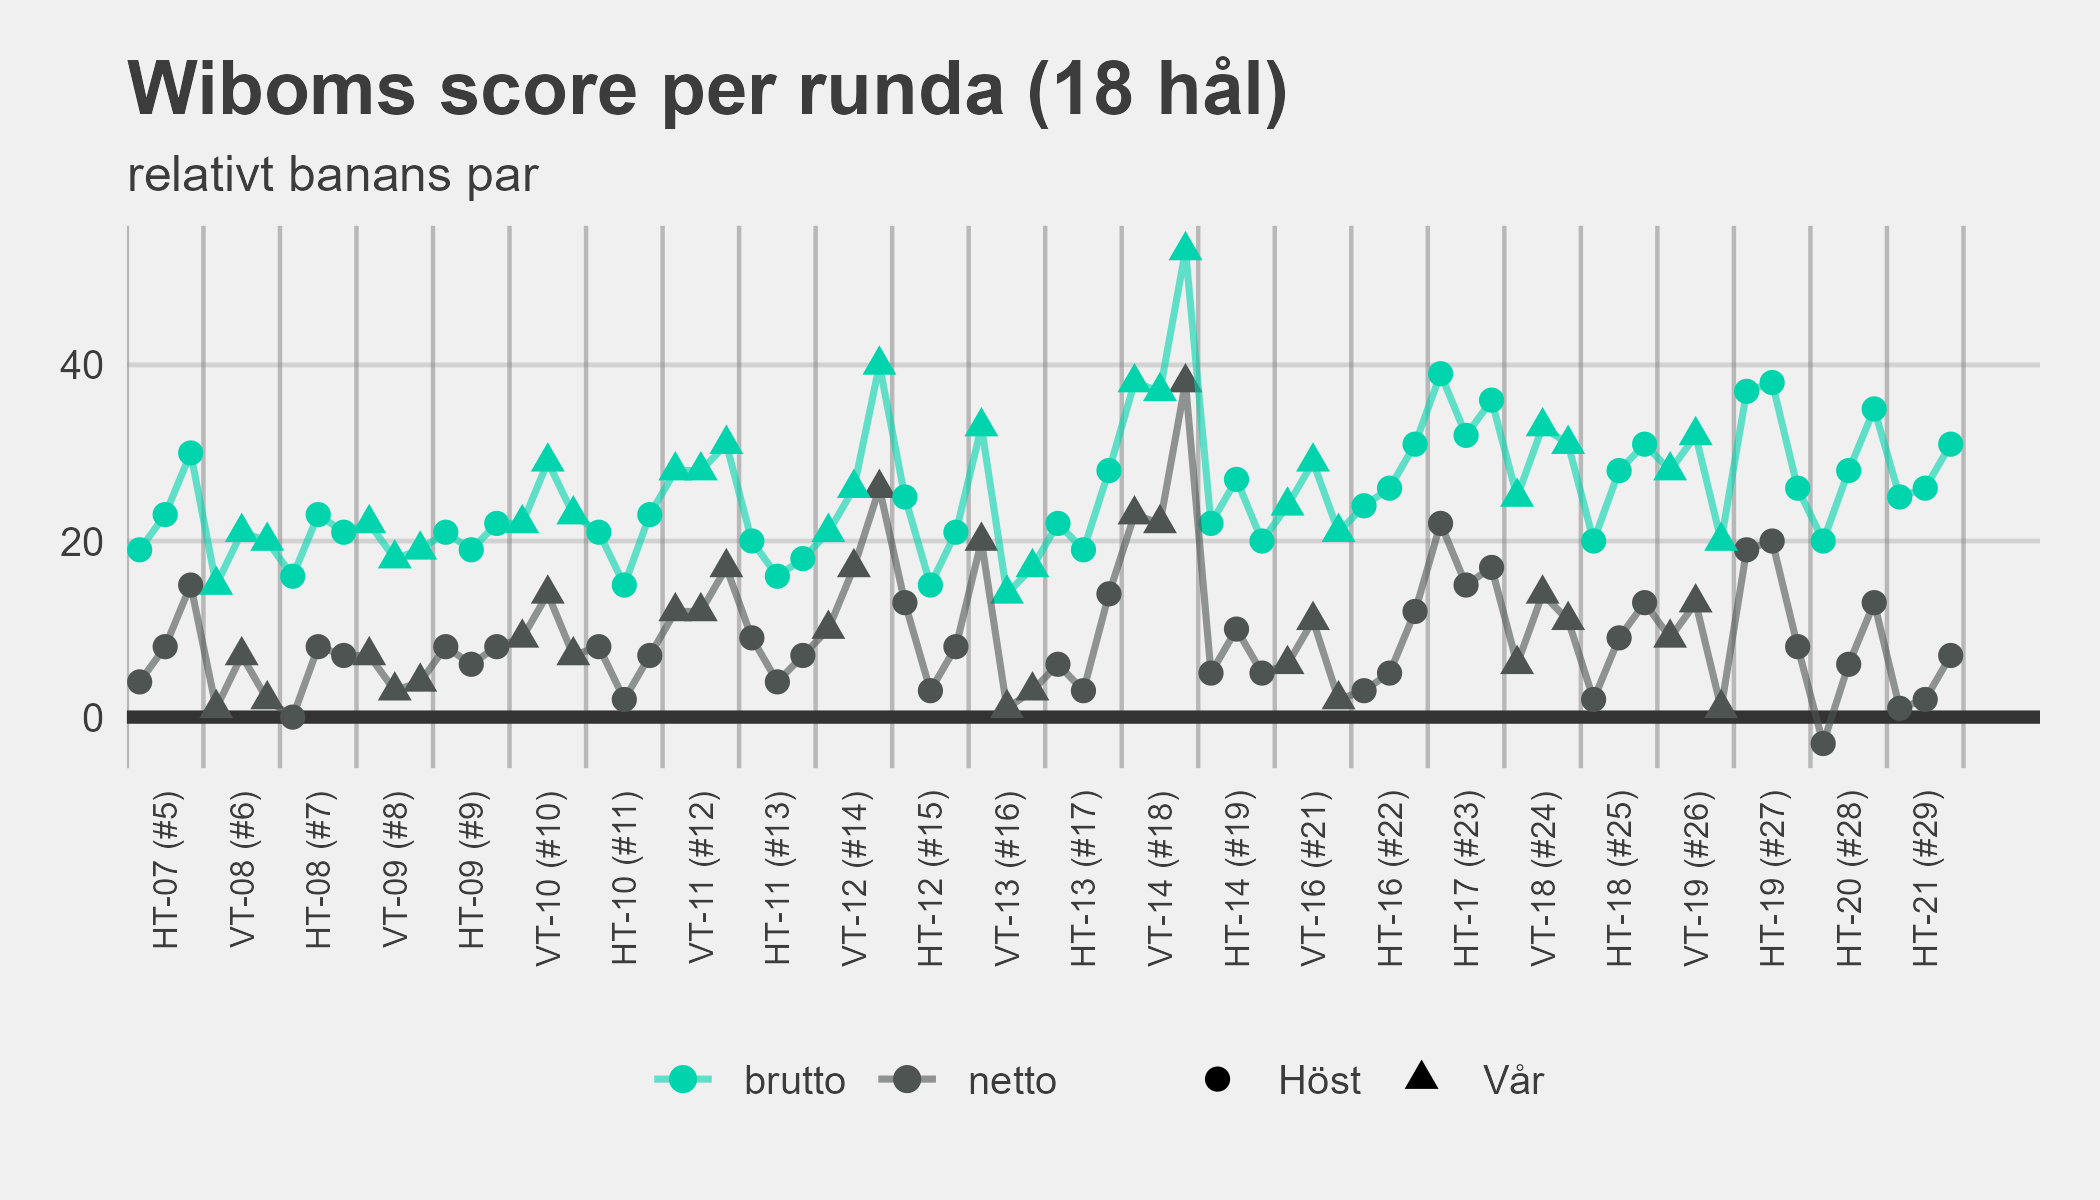 Wiboms score per runda (18 hål)
relativt banans par
40
20
0
HT-07 (#5)
VT-08 (#6)
HT-08 (#7)
VT-09 (#8)
HT-09 (#9)
VT-10 (#10)
HT-10 (#11)
VT-11 (#12)
HT-11 (#13)
VT-12 (#14)
HT-12 (#15)
VT-13 (#16)
HT-13 (#17)
VT-14 (#18)
HT-14 (#19)
VT-16 (#21)
HT-16 (#22)
HT-17 (#23)
VT-18 (#24)
HT-18 (#25)
VT-19 (#26)
HT-19 (#27)
HT-20 (#28)
HT-21 (#29)
brutto netto Höst Vår